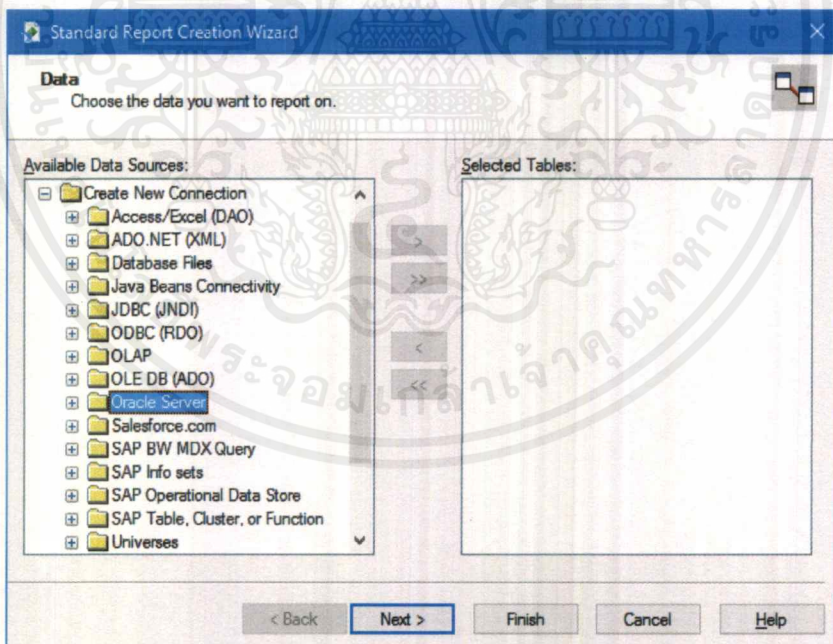 Standard Report Creation Wizard
Data
Choose the data you want to report on.
Available Data Sources:
Selected Tables:
Create New Connection
Access/Excel (DAO)
ADO.NET (XML)
Database Files
Java Beans Connectivity
JDBC (JNDI)
ODBC (RDO)
OLAP
OLE DB (ADO)
Oracle Server
Salesforce.com
SAP BW MDX Query
SAP Info sets
SAP Operational Data Store
SAP Table, Cluster, or Function
Universes
>
>>
<
<<
< Back
Next >
Finish
Cancel
Help